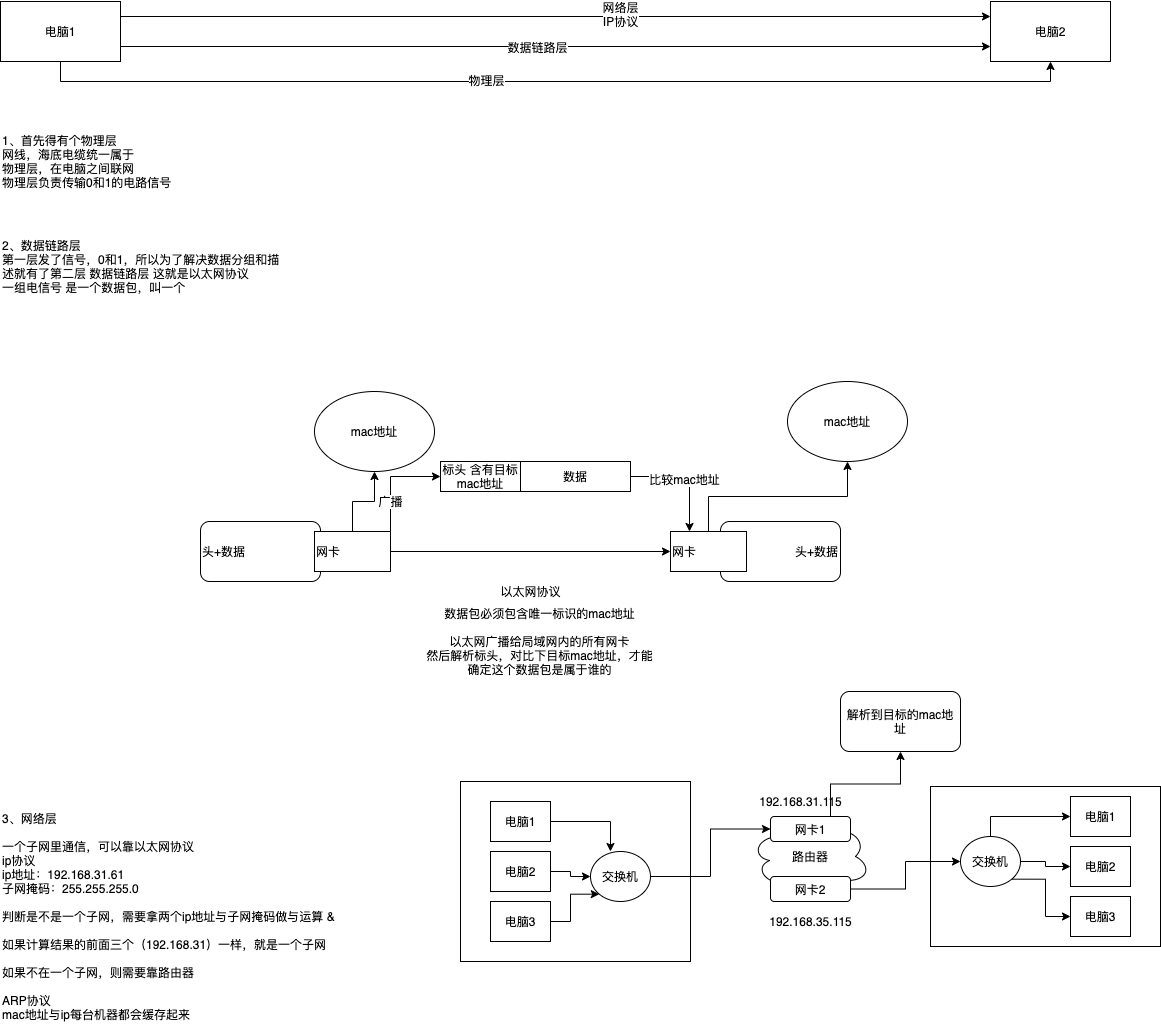 电脑1
网络层
IP协议
数据链路层
物理层
电脑2
1、首先得有个物理层
网线，海底电缆统一属于
物理层，在电脑之间联网
物理层负责传输0和1的电路信号
2、数据链路层
第一层发了信号，0和1，所以为了解决数据分组和描
述就有了第二层 数据链路层 这就是以太网协议
一组电信号 是一个数据包，叫一个
mac地址
mac地址
标头 含有目标
mac地址
数据
比较mac地址
广播
头+数据
网卡
网卡
头+数据
以太网协议
数据包必须包含唯一标识的mac地址
以太网广播给局域网内的所有网卡
然后解析标头，对比下目标mac地址，才能
确定这个数据包是属于谁的
解析到目标的mac地
址
电脑1
电脑2
电脑3
交换机
192.168.31.115
网卡1
路由器
网卡2
192.168.35.115
交换机
电脑1
电脑2
电脑3
3、网络层
一个子网里通信，可以靠以太网协议
ip协议
ip地址：192.168.31.61
子网掩码：255.255.255.0
判断是不是一个子网，需要拿两个ip地址与子网掩码做与运算 &
如果计算结果的前面三个（192.168.31）一样，就是一个子网
如果不在一个子网，则需要靠路由器
ARP协议
mac地址与ip每台机器都会缓存起来